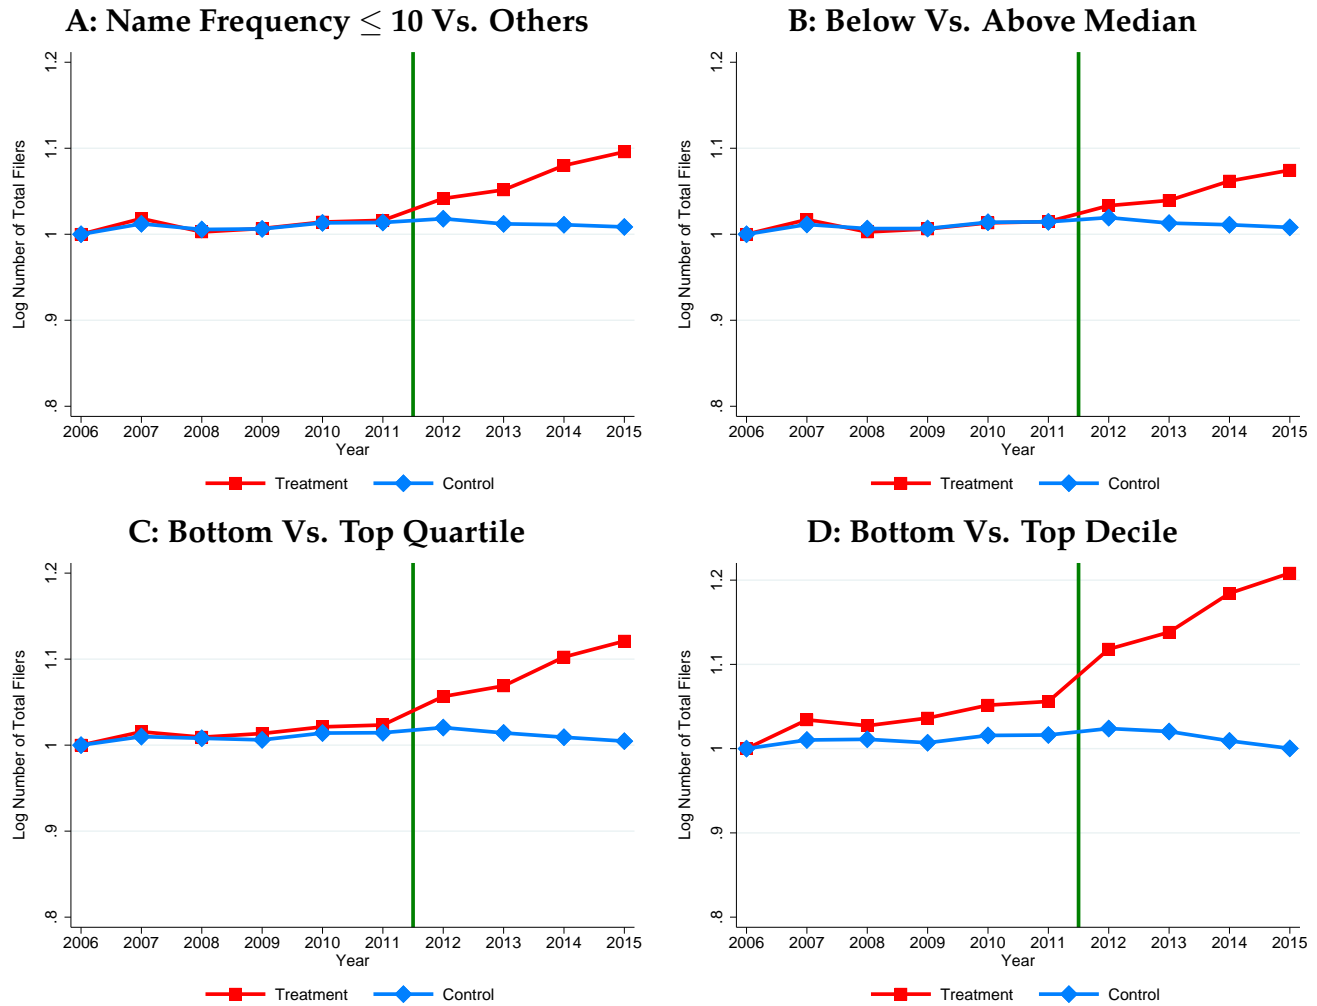 A: Name Frequency ≤ 10 Vs. Others
Log Number of Total Filers
1.2
1.1
1
.9
.8
2006 2007 2008 2009 2010 2011 2012 2013 2014 2015
Year
Treatment Control
B: Below Vs. Above Median
Log Number of Total Filers
1.2
1.1
1
.9
.8
2006 2007 2008 2009 2010 2011 2012 2013 2014 2015
Year
Treatment Control
C: Bottom Vs. Top Quartile
Log Number of Total Filers
1.2
1.1
1
.9
.8
2006 2007 2008 2009 2010 2011 2012 2013 2014 2015
Year
Treatment Control
D: Bottom Vs. Top Decile
Log Number of Total Filers
1.2
1.1
1
.9
.8
2006 2007 2008 2009 2010 2011 2012 2013 2014 2015
Year
Treatment Control